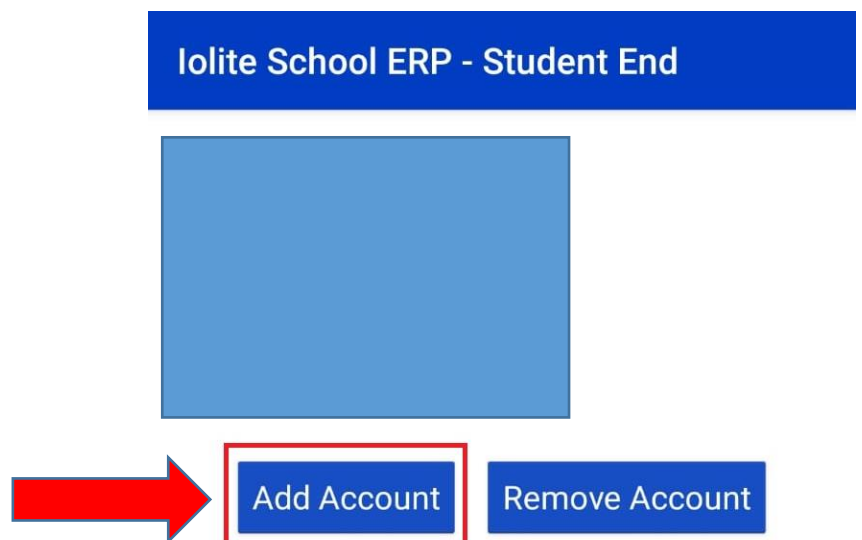 Iolite School ERP - Student End
Add Account Remove Account